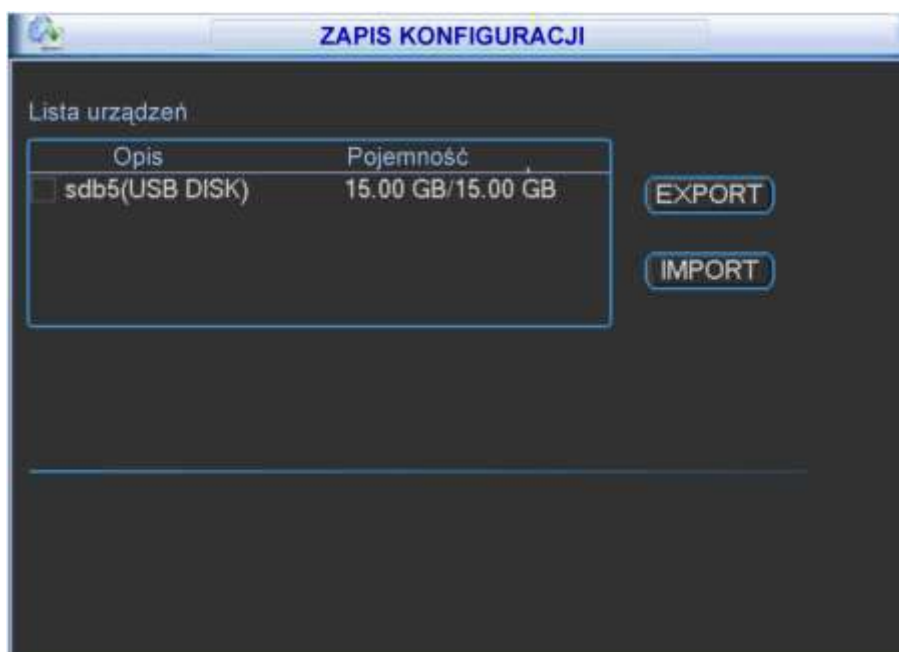 ZAPIS KONFIGURACJI
Lista urządzeń
Opis Pojemność
sdb5(USB DISK) 15.00 GB/15.00 GB
EXPORT
IMPORT